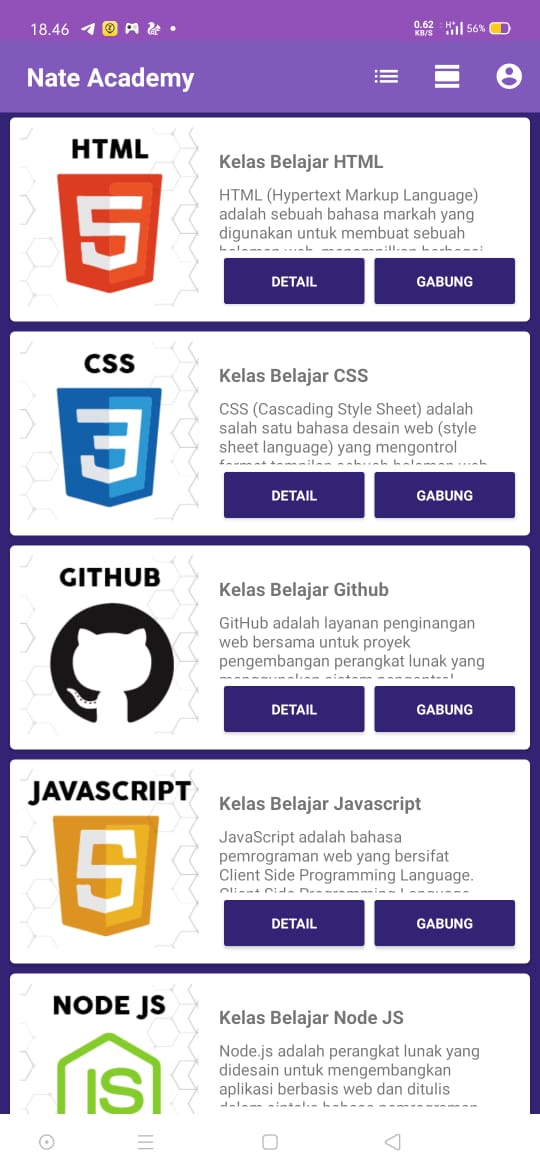 18.46
0.62
KB/S
56%
Nate Academy
HTML
Kelas Belajar HTML
HTML (Hypertext Markup Language)
adalah sebuah bahasa markah yang
digunakan untuk membuat sebuah
DETAIL
GABUNG
CSS
Kelas Belajar CSS
CSS (Cascading Style Sheet) adalah
salah satu bahasa desain web (style
sheet language) yang mengontrol
DETAIL
GABUNG
GITHUB
Kelas Belajar Github
GitHub adalah layanan penginangan
web bersama untuk proyek
pengembangan perangkat lunak yang
DETAIL
GABUNG
JAVASCRIPT
Kelas Belajar Javascript
JavaScript adalah bahasa
pemrograman web yang bersifat
Client Side Programming Language.
Client Side Programming Language
DETAIL
GABUNG
NODE JS
JS
Kelas Belajar Node JS
Node.js adalah perangkat lunak yang
didesain untuk mengembangkan
aplikasi berbasis web dan ditulis